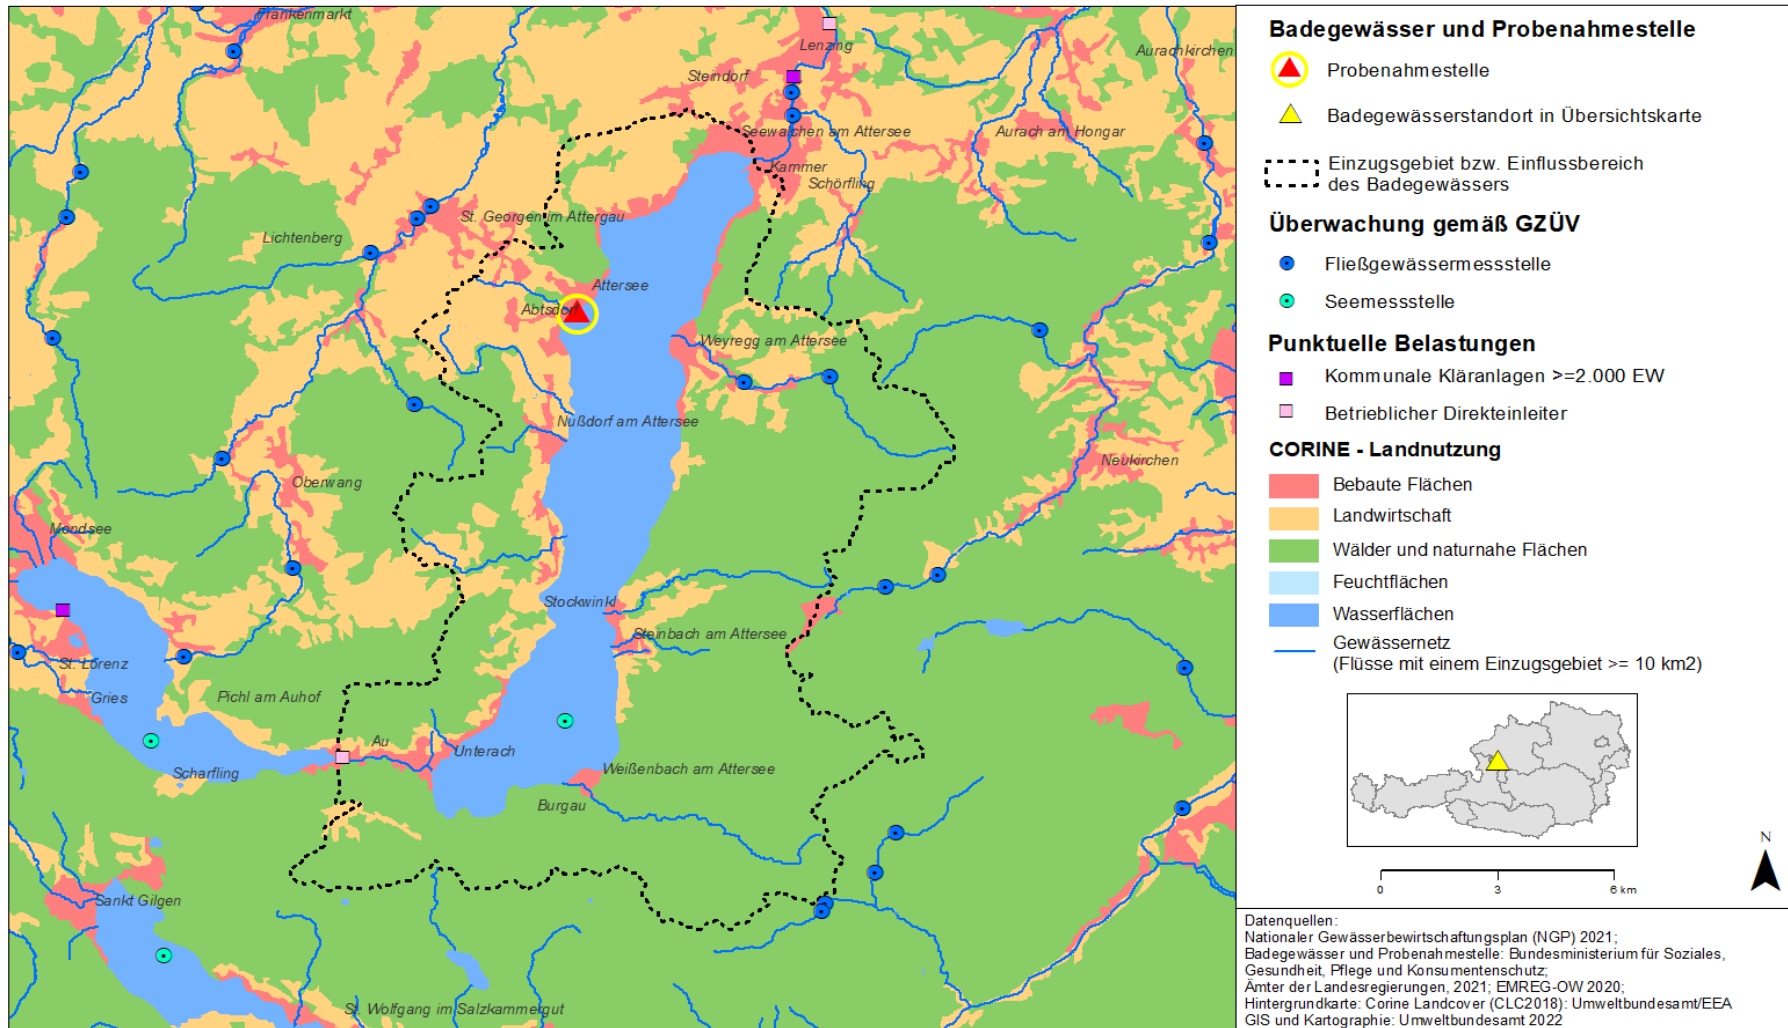 Frankenmarkt
Lenzing
Aurachkirchen
Steindorf
Seewalchen am Attersee
Aurach am Hongar
Kammer
Schörfling
St. Georgen im Attergau
Lichtenberg
Attersee
Abtsdorf
Weyregg am Attersee
Nußdorf am Attersee
Neukirchen
Oberwang
Mondsee
Stockwinkl
Steinbach am Attersee
St. Lorenz
Gries
Pichl am Auhof
Au
Unterach
Scharfling
Weißenbach am Attersee
Burgau
Sankt Gilgen
St. Wolfgang im Salzkammergut
Badegewässer und Probenahmestelle
Probenahmestelle
Badegewässerstandort in Übersichtskarte
Einzugsgebiet bzw. Einflussbereich
des Badegewässers
Überwachung gemäß GZÜV
Fließgewässermessstelle
Seemessstelle
Punktuelle Belastungen
Kommunale Kläranlagen >=2.000 EW
Betrieblicher Direkteinleiter
CORINE - Landnutzung
Bebaute Flächen
Landwirtschaft
Wälder und naturnahe Flächen
Feuchtflächen
Wasserflächen
Gewässernetz
(Flüsse mit einem Einzugsgebiet >= 10 km2)
N
0 3 6 km
Datenquellen:
Nationaler Gewässerbewirtschaftungsplan (NGP) 2021;
Badegewässer und Probenahmestelle: Bundesministerium für Soziales,
Gesundheit, Pflege und Konsumentenschutz;
Ämter der Landesregierungen, 2021; EMREG-OW 2020;
Hintergrundkarte: Corine Landcover (CLC2018): Umweltbundesamt/EEA
GIS und Kartographie: Umweltbundesamt 2022